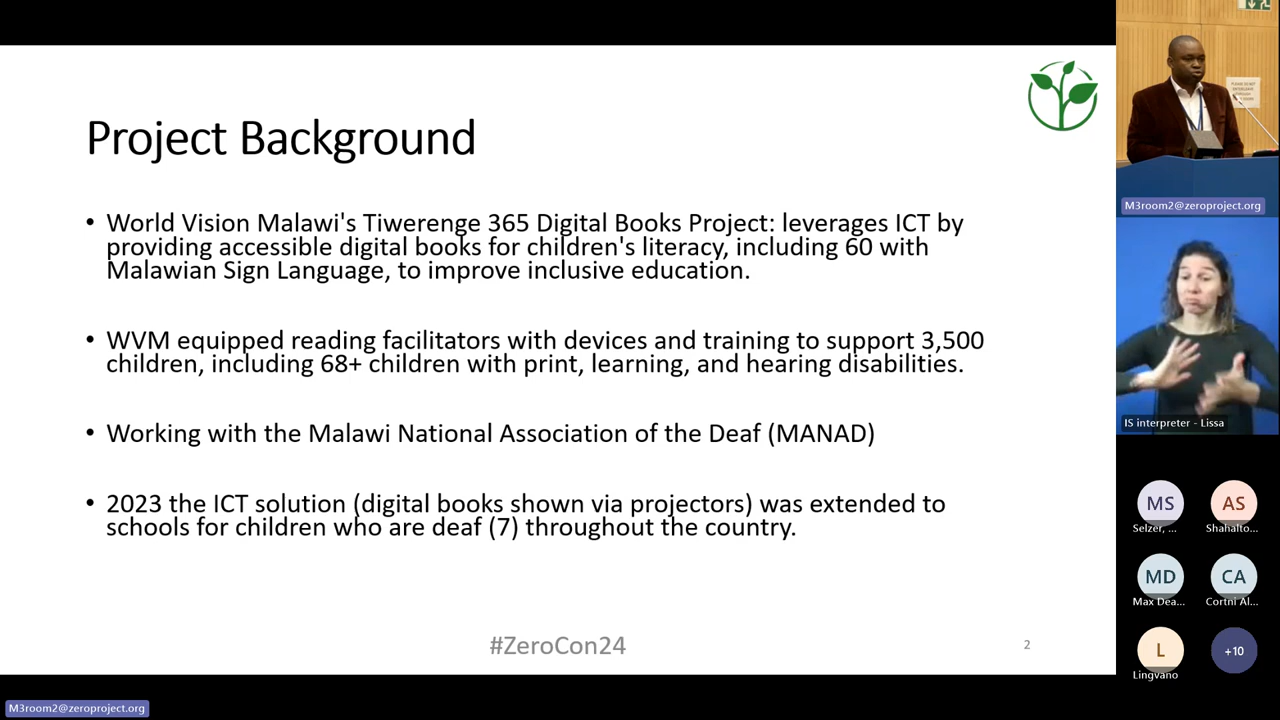 Project Background
• World Vision Malawi's Tiwerenge 365 Digital Books Project: leverages ICT by
providing accessible digital books for children's literacy, including 60 with
Malawian Sign Language, to improve inclusive education.
• WVM equipped reading facilitators with devices and training to support 3,500
children, including 68+ children with print, learning, and hearing disabilities.
• Working with the Malawi National Association of the Deaf (MANAD)
• 2023 the ICT solution (digital books shown via projectors) was extended to
schools for children who are deaf (7) throughout the country.
#ZeroCon24
2
M3room2@zeroproject.org
M3room2@zeroproject.org
IS interpreter - Lissa
MS
Selzer, ...
AS
Shahalto...
MD
Max Dea...
CA
Cortni Al...
L
Lingvano
+10